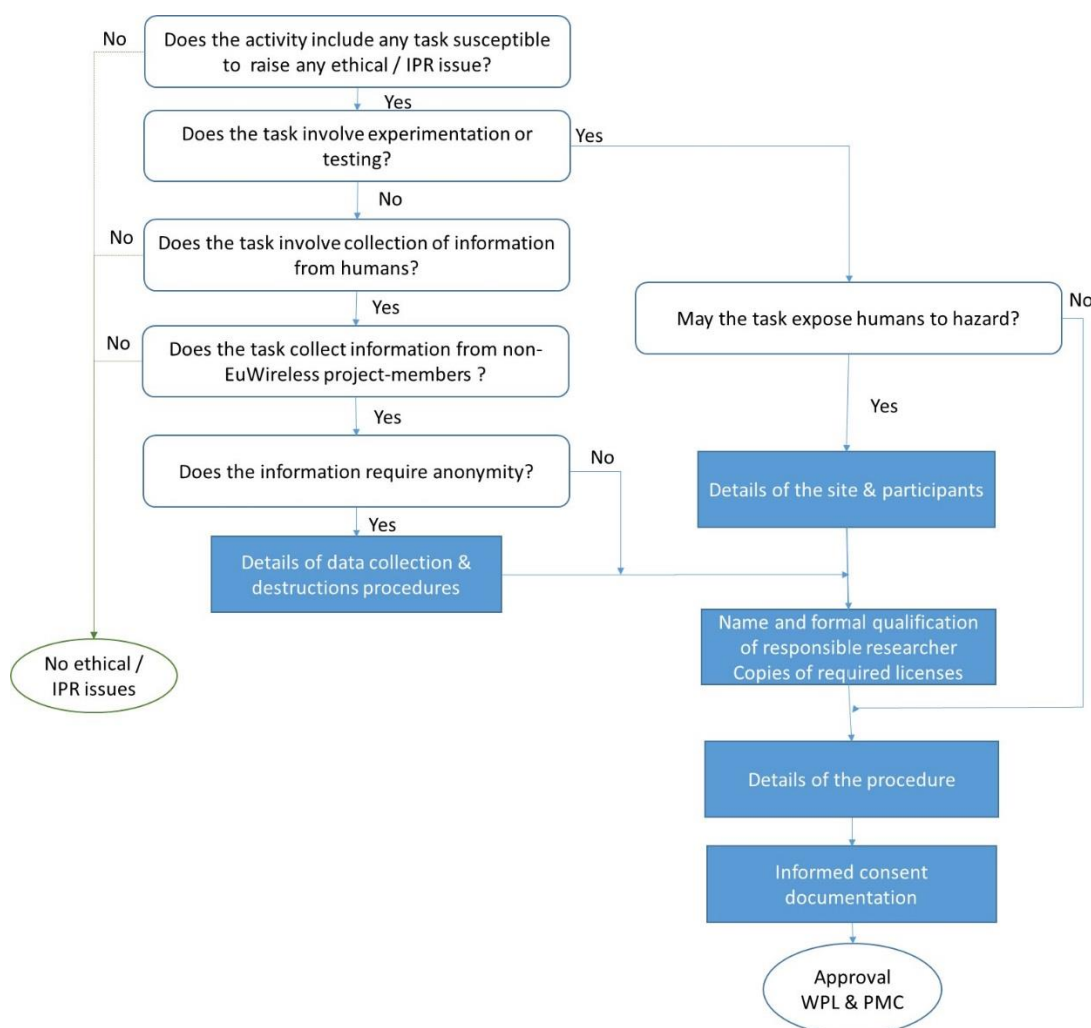 No
Does the activity include any task susceptible
to raise any ethical / IPR issue?
Yes
Does the task involve experimentation or
testing?
Yes
No
No
Does the task involve collection of information
from humans?
Yes
May the task expose humans to hazard?
No
No
Does the task collect information from non-
EuWireless project-members ?
Yes
Yes
Does the information require anonymity?
No
Details of the site & participants
Yes
Details of data collection &
destructions procedures
Name and formal qualification
of responsible researcher
Copies of required licenses
No ethical /
IPR issues
Details of the procedure
Informed consent
documentation
Approval
WPL & PMC